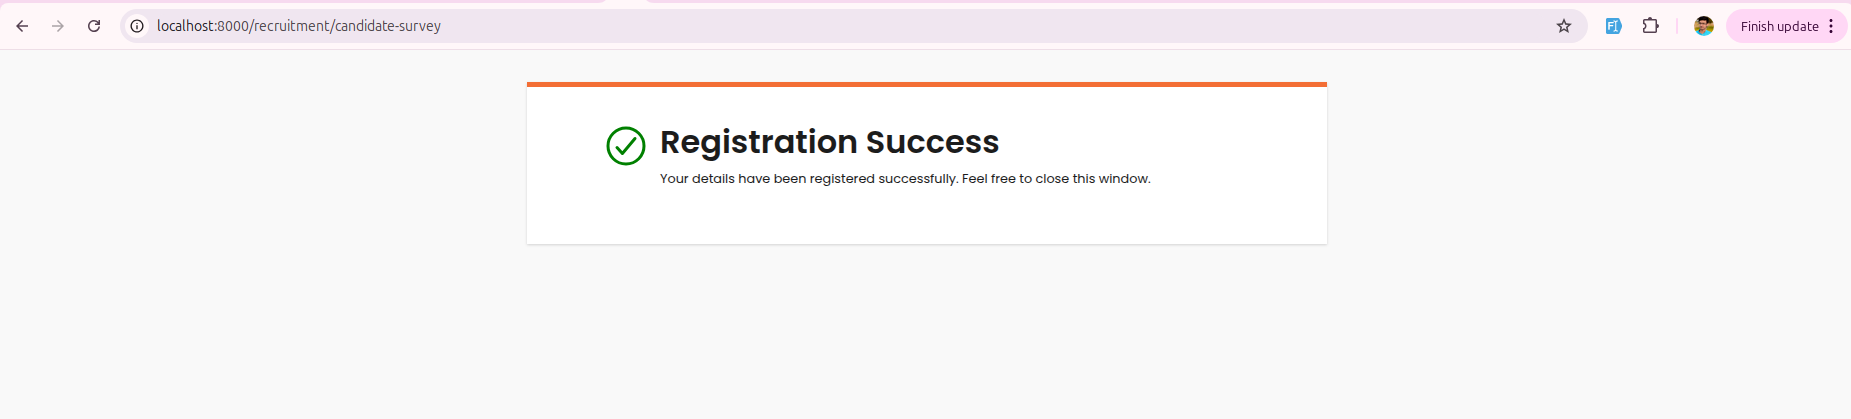 localhost:8000/recruitment/candidate-survey
Finish update
Registration Success
Your details have been registered successfully. Feel free to close this window.